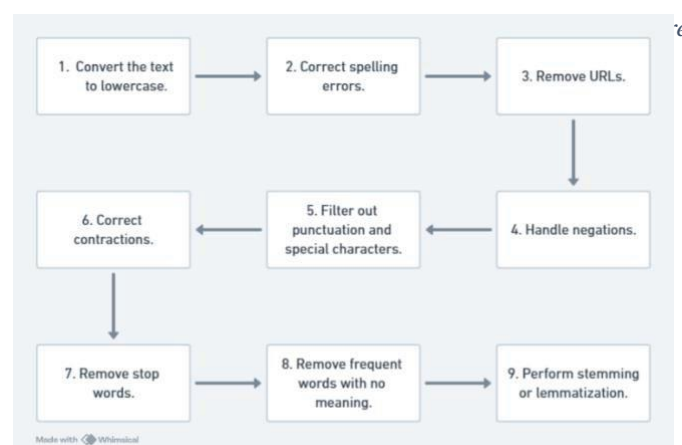 1. Convert the text
to lowercase.
2. Correct spelling
errors.
3. Remove URLs.
4. Handle negations.
5. Filter out
punctuation and
special characters.
6. Correct
contractions.
7. Remove stop
words.
8. Remove frequent
words with no
meaning.
9. Perform stemming
or lemmatization.
Made with Whimsical